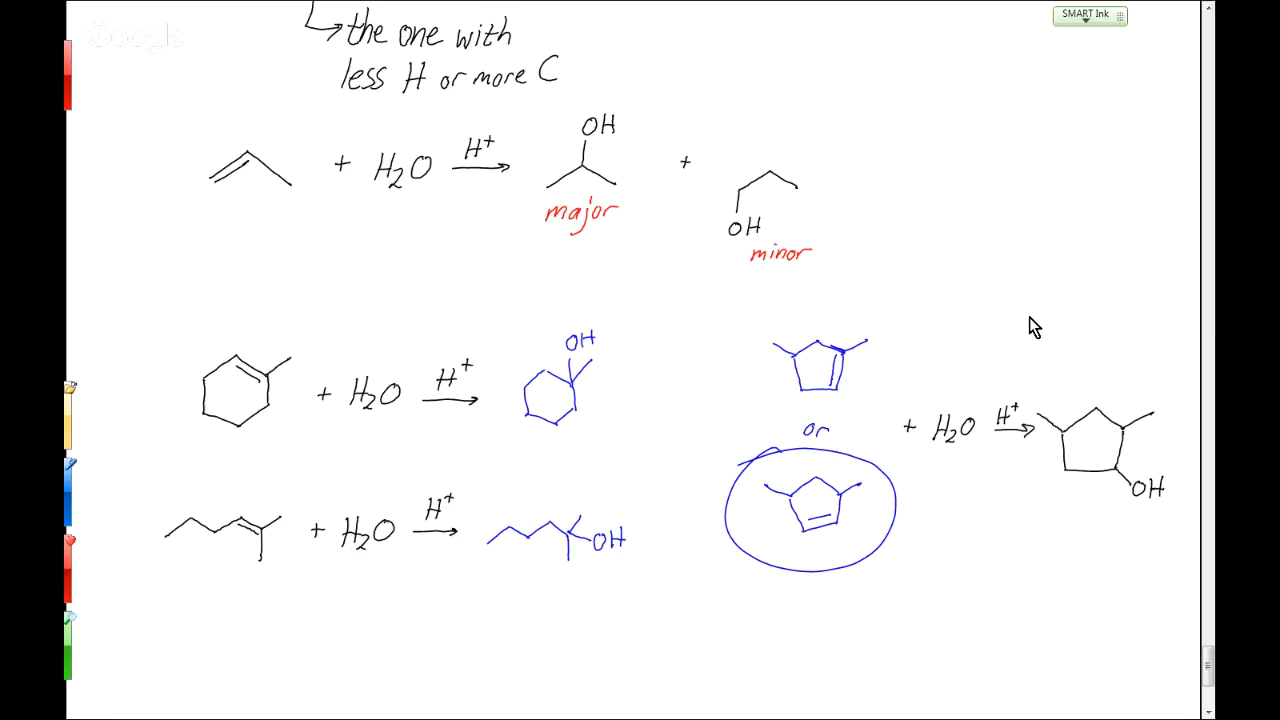 SMART Ink
Google
the one with
less H or more C
OH
+ H2O H+ +
major
OH
minor
OH
+ H2O H+
or
+ H2O H+
OH
+ H2O H+
OH